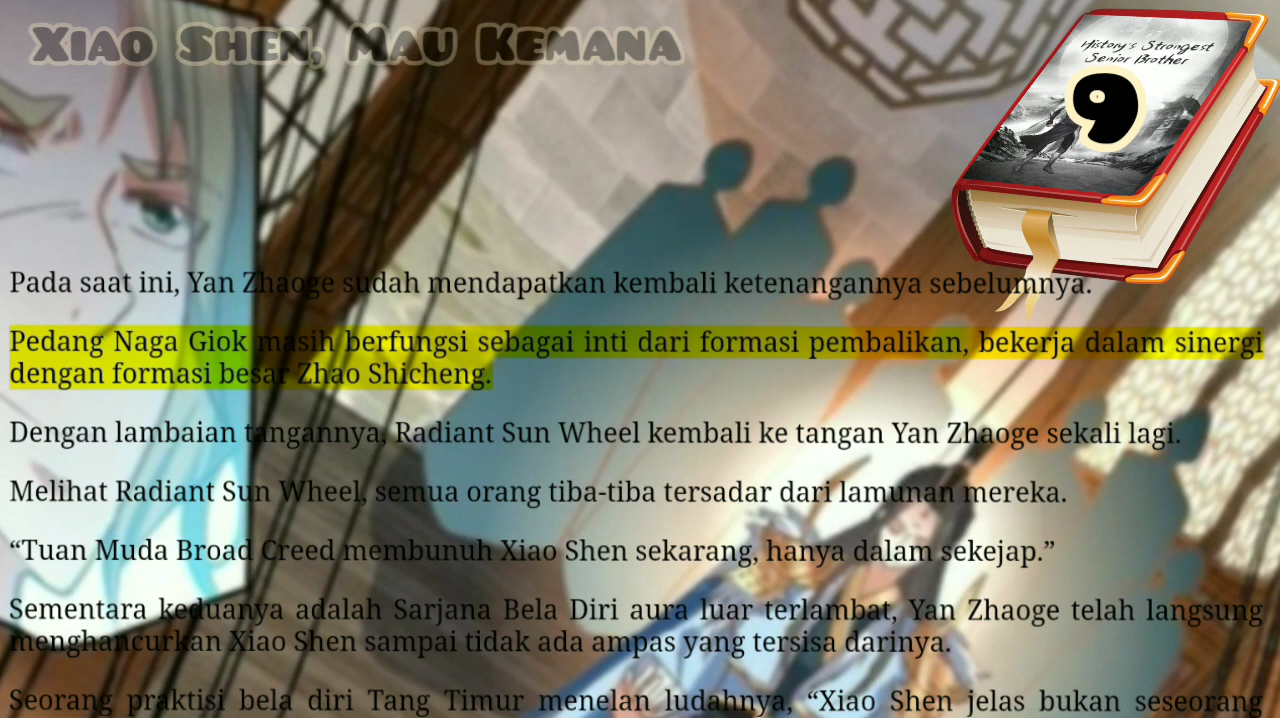 Xiao Shen, Mau Kemana
History's Strongest
Senior Brother
9
Pada saat ini, Yan Zhaoge sudah mendapatkan kembali ketenangannya sebelumnya.
Pedang Naga Giok masih berfungsi sebagai inti dari formasi pembalikan, bekerja dalam sinergi
dengan formasi besar Zhao Shicheng.
Dengan lambaian tangannya, Radiant Sun Wheel kembali ke tangan Yan Zhaoge sekali lagi.
Melihat Radiant Sun Wheel, semua orang tiba-tiba tersadar dari lamunan mereka.
“Tuan Muda Broad Creed membunuh Xiao Shen sekarang, hanya dalam sekejap.”
Sementara keduanya adalah Sarjana Bela Diri aura luar terlambat, Yan Zhaoge telah langsung
menghancurkan Xiao Shen sampai tidak ada ampas yang tersisa darinya.
Seorang praktisi bela diri Tang Timur menelan ludahnya, “Xiao Shen jelas bukan seseorang